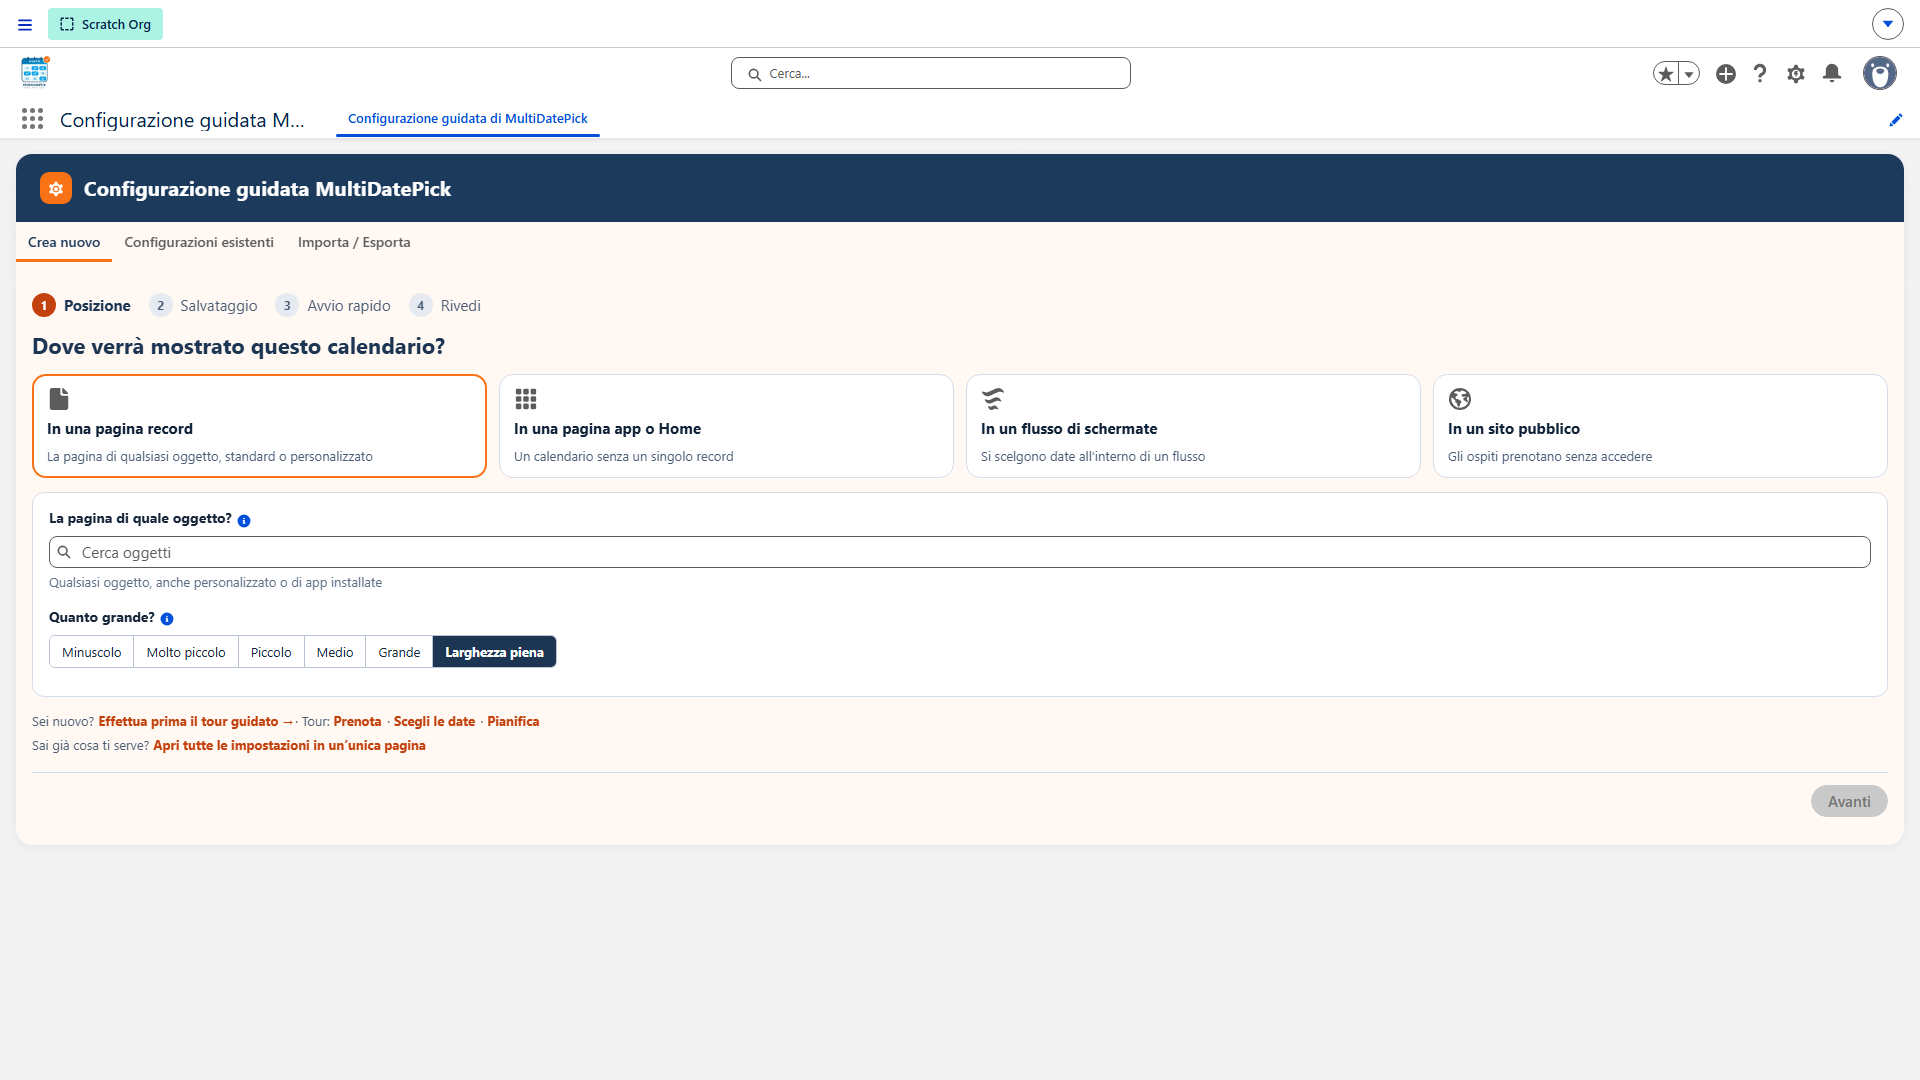 Scratch Org
Cerca...
Configurazione guidata M...
Configurazione guidata di MultiDatePick
Configurazione guidata MultiDatePick
Crea nuovo
Configurazioni esistenti
Importa / Esporta
1 Posizione
2 Salvataggio
3 Avvio rapido
4 Rivedi
Dove verrà mostrato questo calendario?
In una pagina record
La pagina di qualsiasi oggetto, standard o personalizzato
In una pagina app o Home
Un calendario senza un singolo record
In un flusso di schermate
Si scelgono date all’interno di un flusso
In un sito pubblico
Gli ospiti prenotano senza accedere
La pagina di quale oggetto?
Cerca oggetti
Qualsiasi oggetto, anche personalizzato o di app installate
Quanto grande?
Minuscolo
Molto piccolo
Piccolo
Medio
Grande
Larghezza piena
Sei nuovo? Effettua prima il tour guidato → · Tour: Prenota · Scegli le date · Pianifica
Sai già cosa ti serve? Apri tutte le impostazioni in un’unica pagina
Avanti